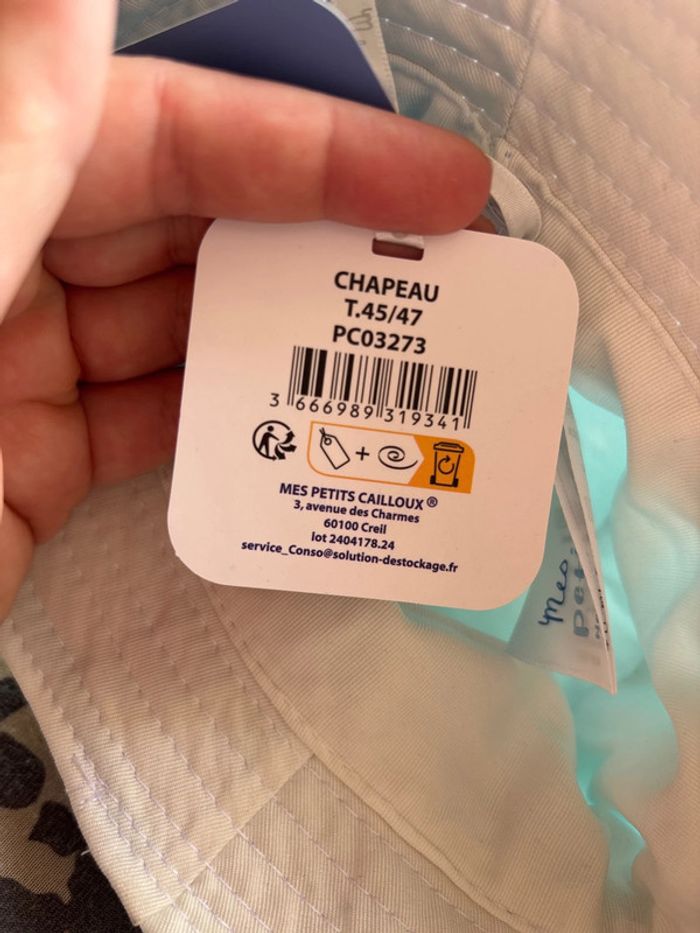 CHAPEAU
T.45/47
PC03273
3 666989 319341
+
MES PETITS CAILLOUX ®
3, avenue des Charmes
60100 Creil
lot 2404178.24
service_Conso@solution-destockage.fr
Mes